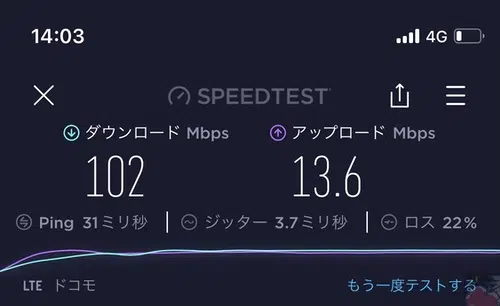 14:03 4G
SPEEDTEST
ダウンロード Mbps アップロード Mbps
102 13.6
Ping 31ミリ秒 ジッター 3.7ミリ秒 ロス 22%
LTE ドコモ もう一度テストする